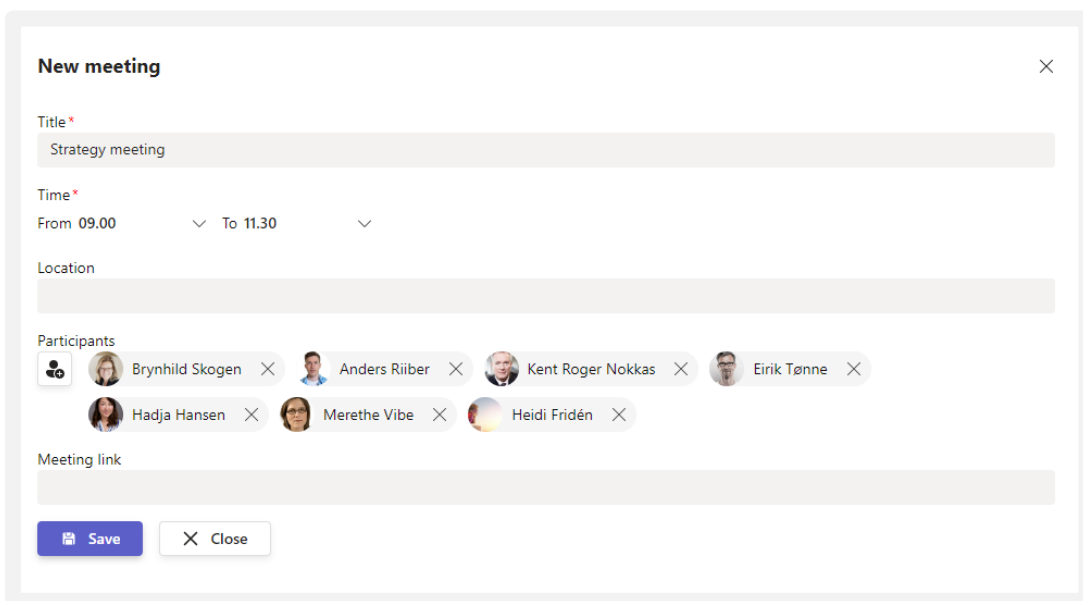 New meeting
Title*
Strategy meeting
Time*
From 09.00 To 11.30
Location
Participants
Brynhild Skogen Anders Riiber Kent Roger Nokkas Eirik Tønne
Hadja Hansen Merethe Vibe Heidi Fridén
Meeting link
Save Close